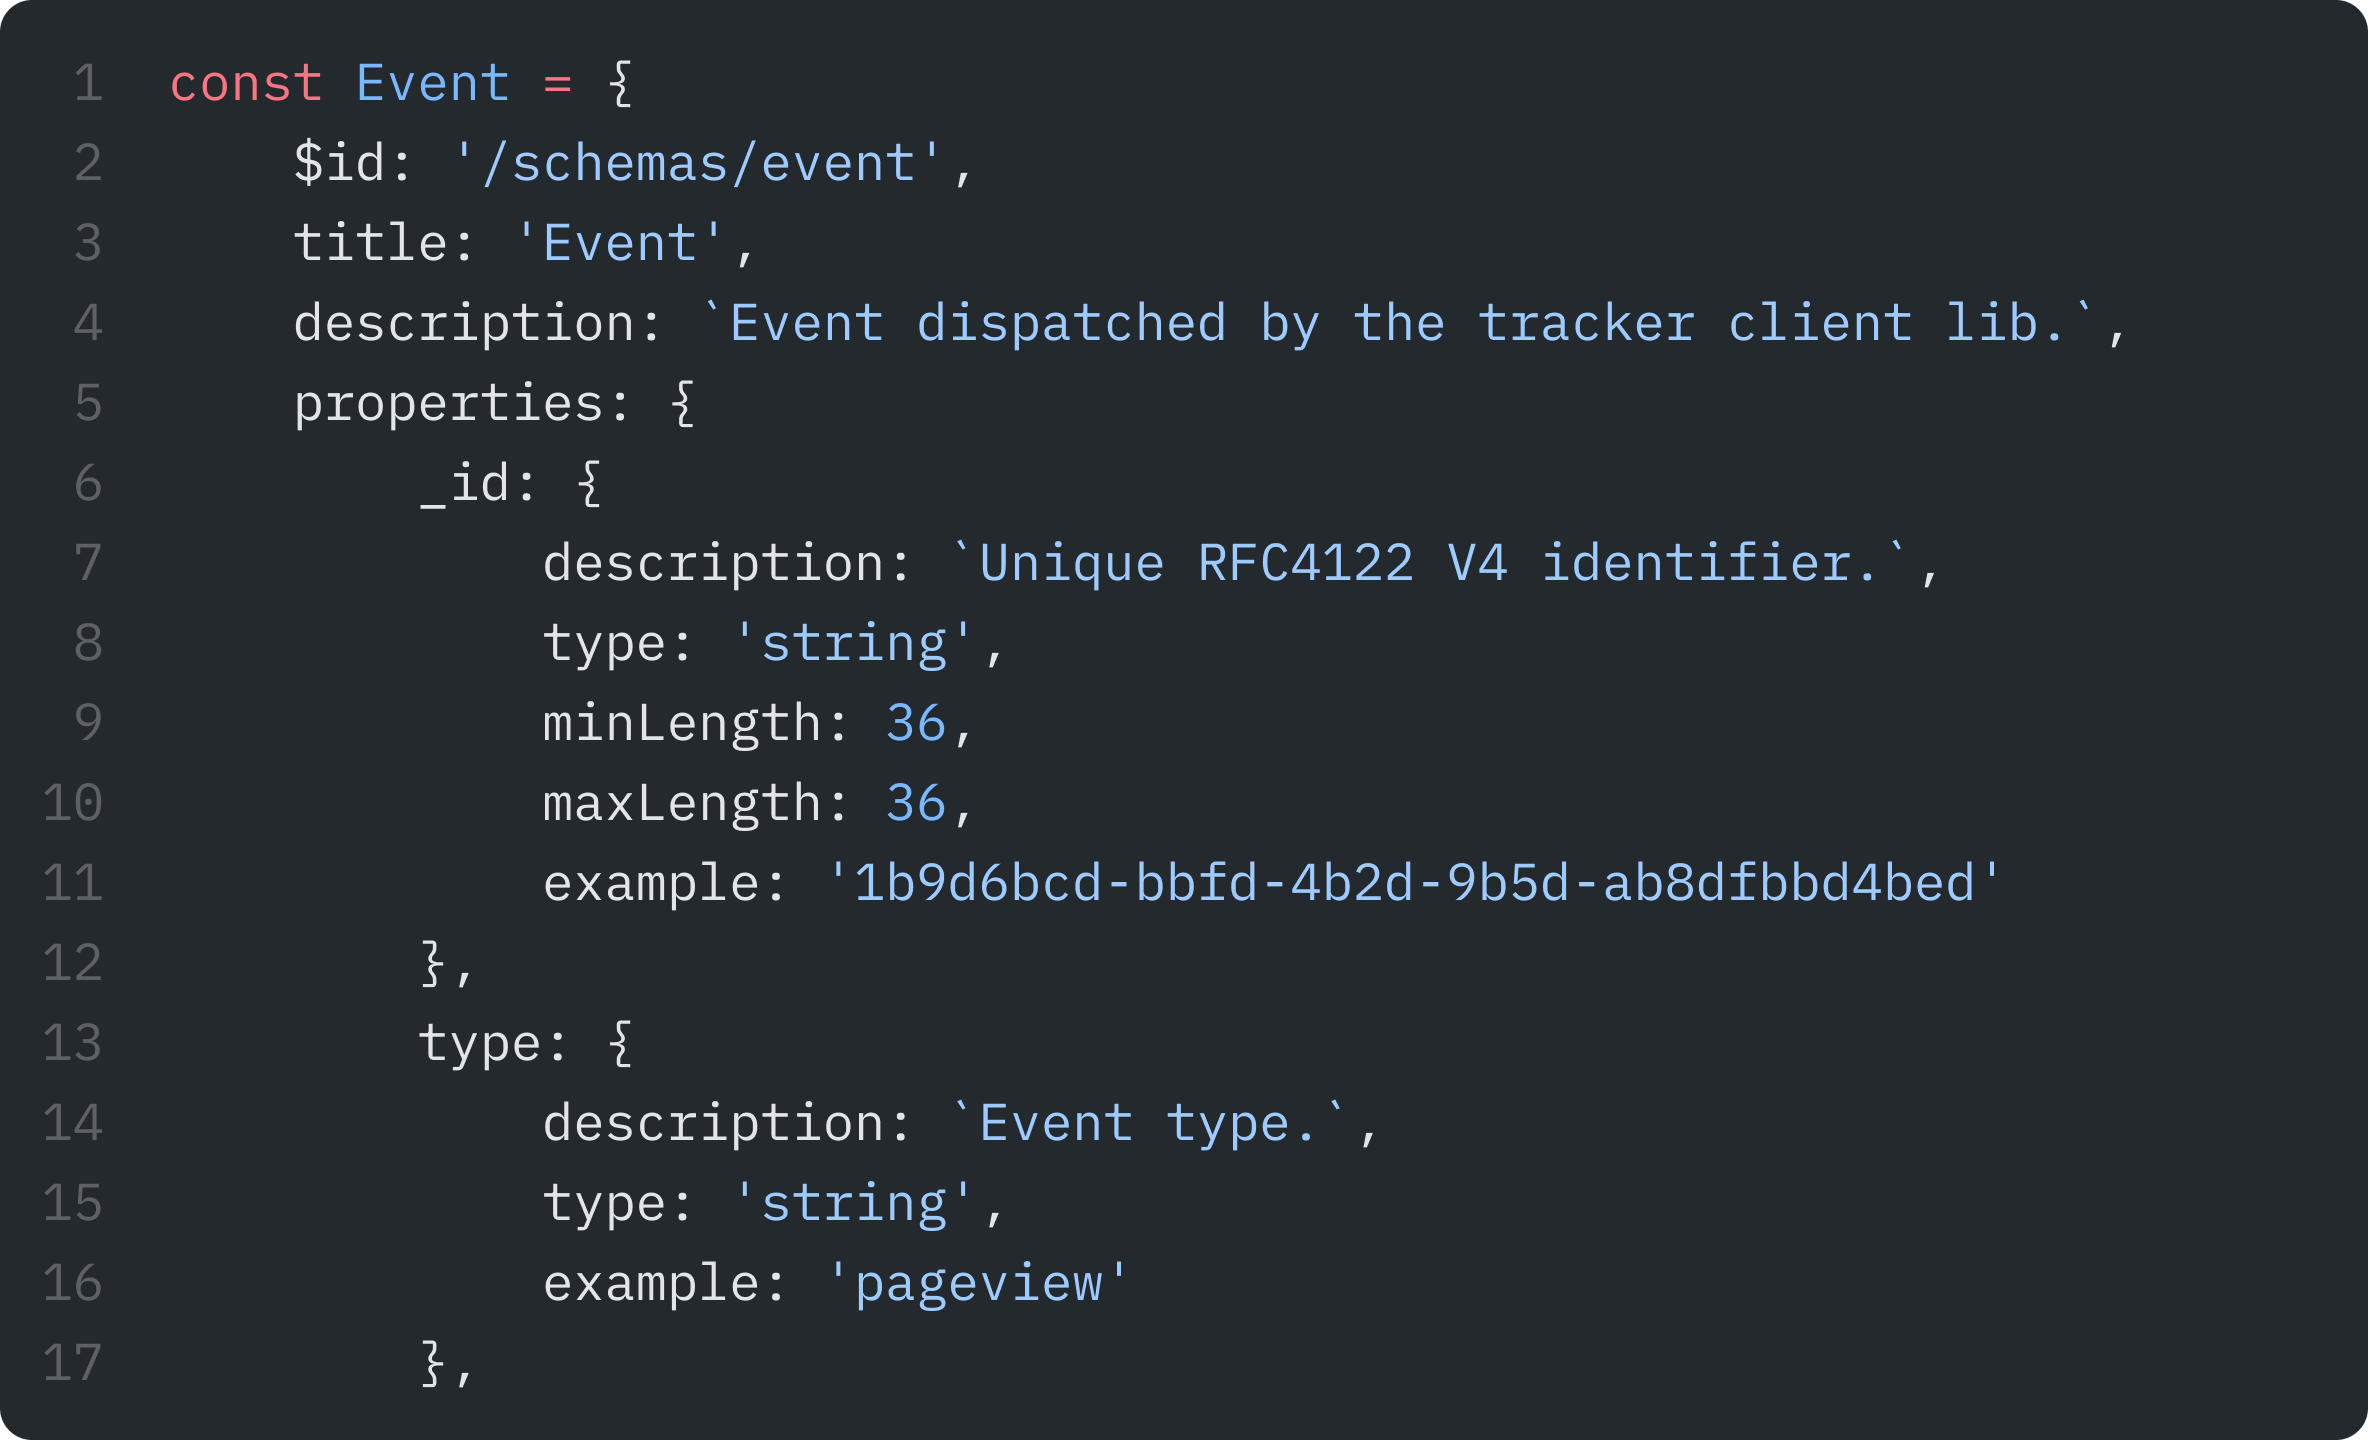 1 const Event = {
2 $id: '/schemas/event',
3 title: 'Event',
4 description: `Event dispatched by the tracker client lib.`,
5 properties: {
6 _id: {
7 description: `Unique RFC4122 V4 identifier.`,
8 type: 'string',
9 minLength: 36,
10 maxLength: 36,
11 example: '1b9d6bcd-bbfd-4b2d-9b5d-ab8dfbbd4bed'
12 },
13 type: {
14 description: `Event type.`,
15 type: 'string',
16 example: 'pageview'
17 },